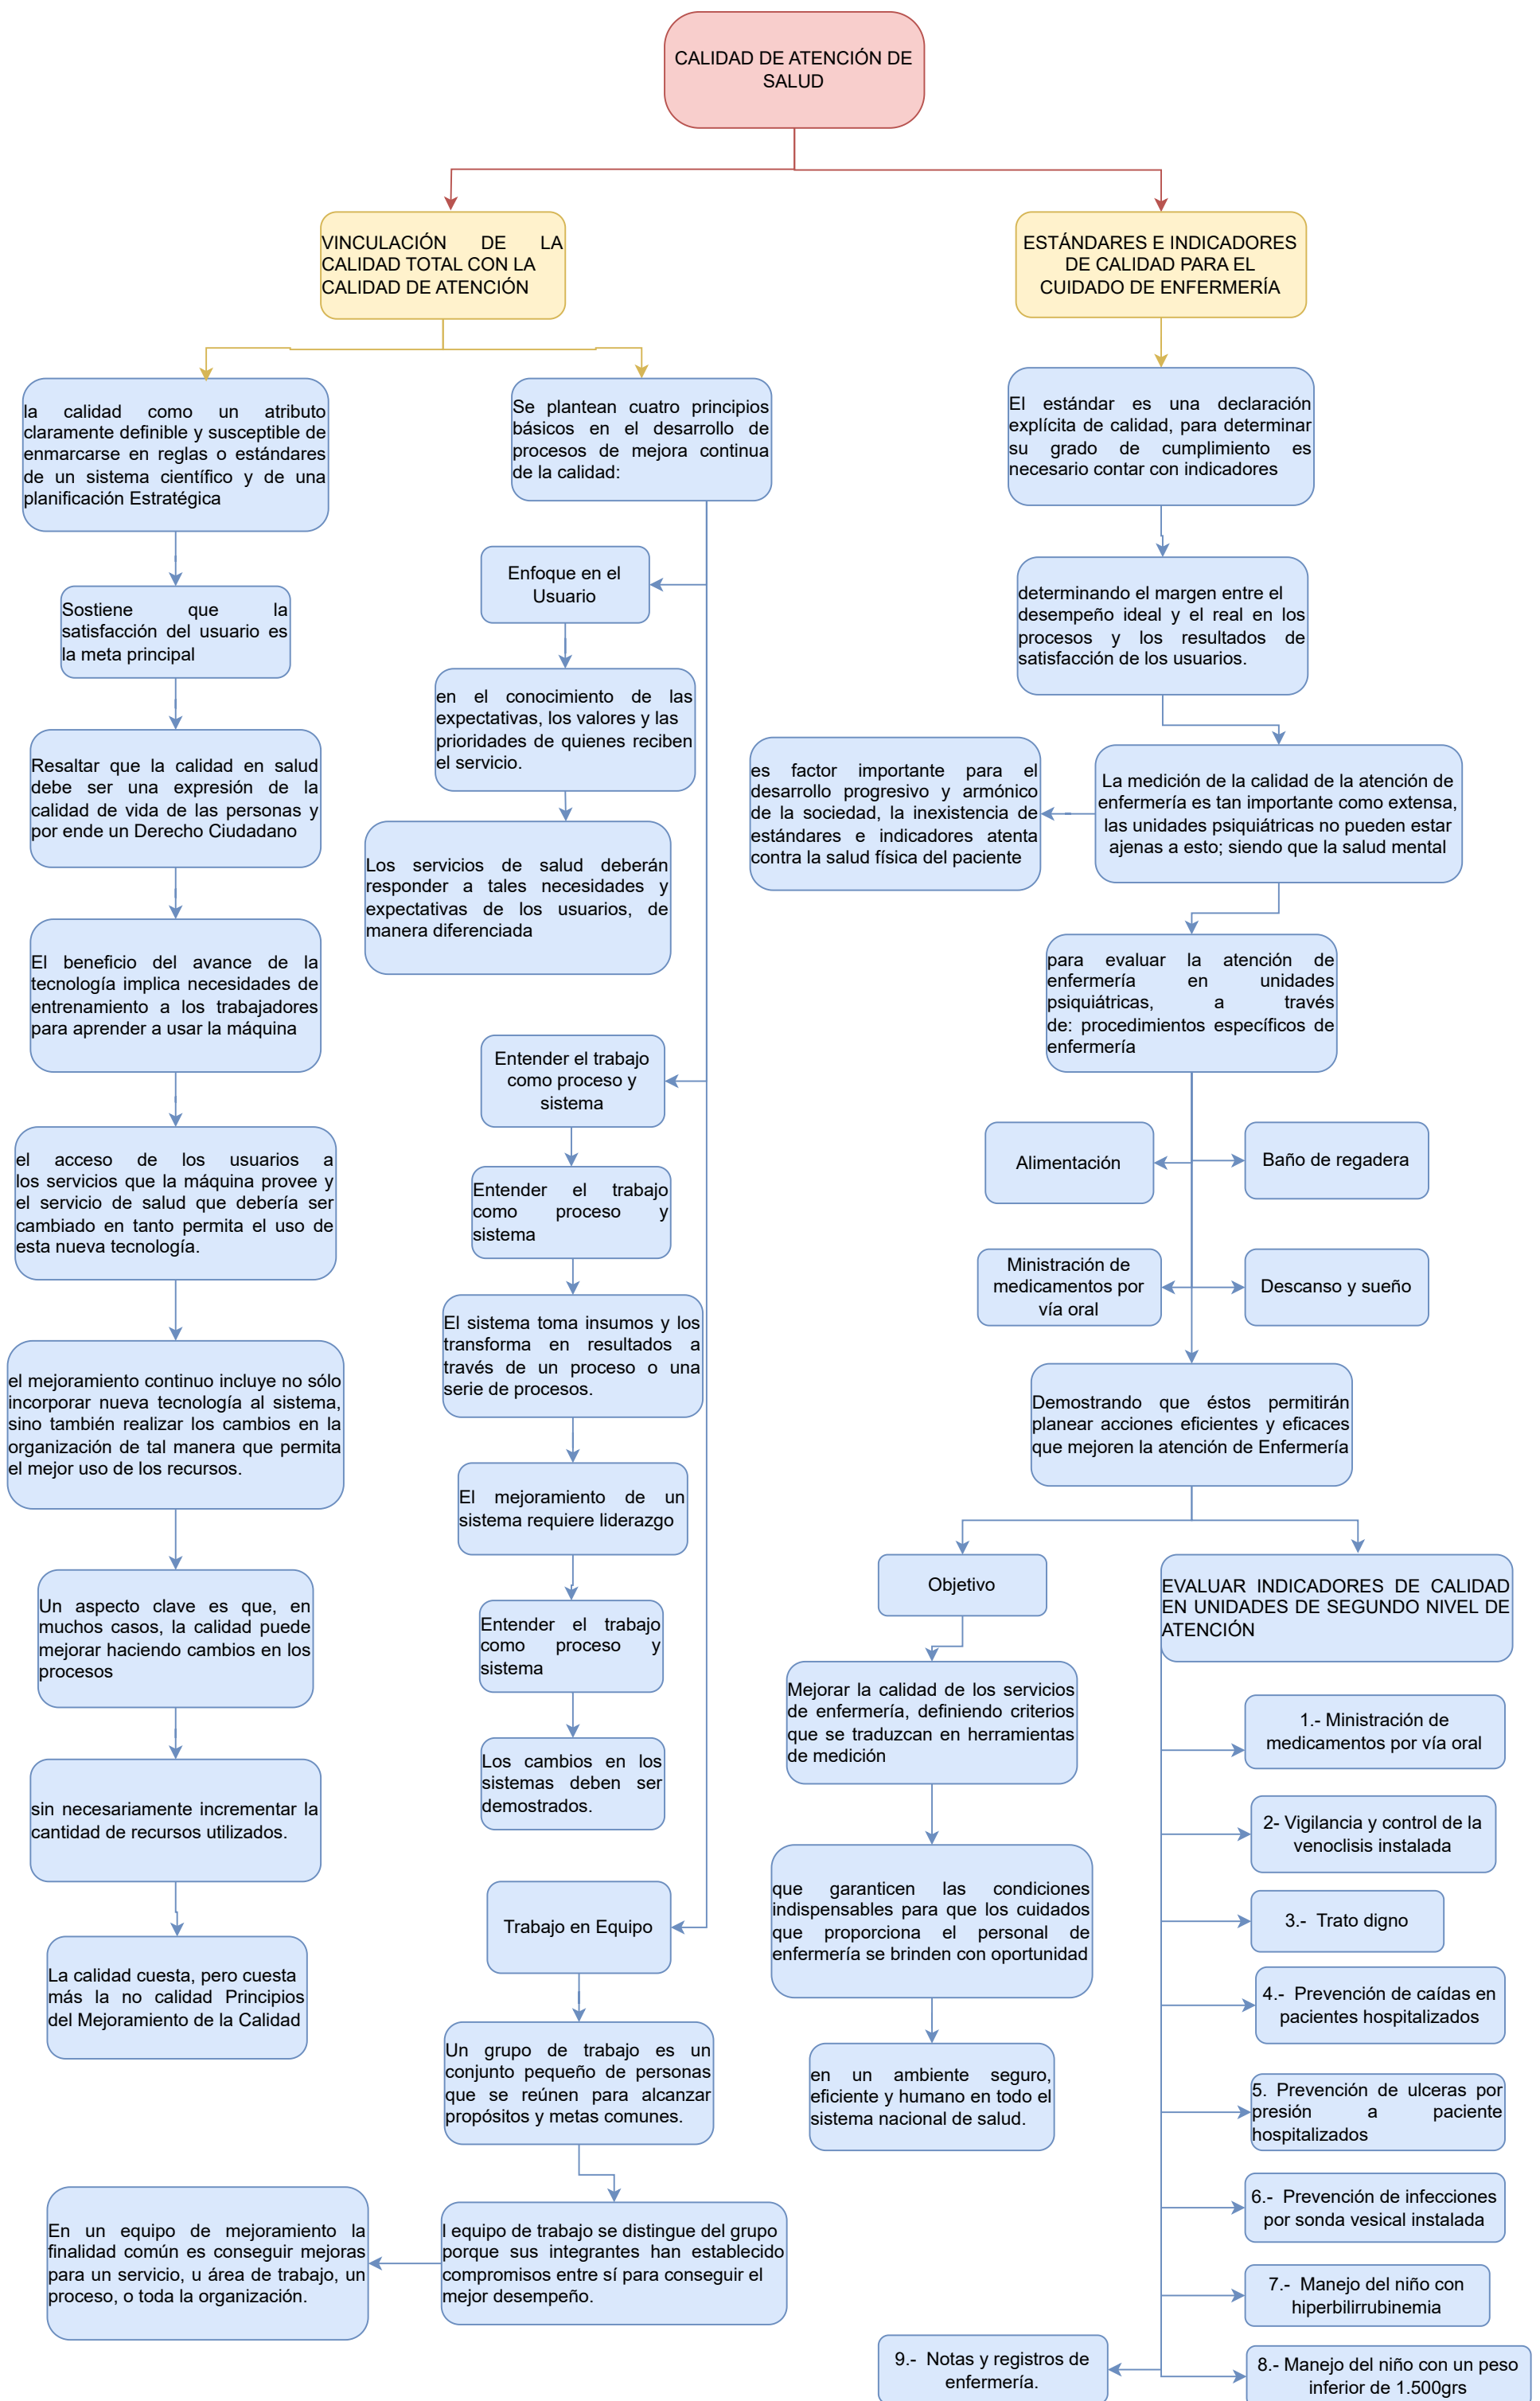 CALIDAD DE ATENCIÓN DE
SALUD
VINCULACIÓN DE LA
CALIDAD TOTAL CON LA
CALIDAD DE ATENCIÓN
la calidad como un atributo
claramente definible y susceptible de
enmarcarse en reglas o estándares
de un sistema científico y de una
planificación Estratégica
Sostiene que la
satisfacción del usuario es
la meta principal
Resaltar que la calidad en salud
debe ser una expresión de la
calidad de vida de las personas y
por ende un Derecho Ciudadano
El beneficio del avance de la
tecnología implica necesidades de
entrenamiento a los trabajadores
para aprender a usar la máquina
el acceso de los usuarios a
los servicios que la máquina provee y
el servicio de salud que debería ser
cambiado en tanto permita el uso de
esta nueva tecnología.
el mejoramiento continuo incluye no sólo
incorporar nueva tecnología al sistema,
sino también realizar los cambios en la
organización de tal manera que permita
el mejor uso de los recursos.
Un aspecto clave es que, en
muchos casos, la calidad puede
mejorar haciendo cambios en los
procesos
sin necesariamente incrementar la
cantidad de recursos utilizados.
La calidad cuesta, pero cuesta
más la no calidad Principios
del Mejoramiento de la Calidad
Se plantean cuatro principios
básicos en el desarrollo de
procesos de mejora continua
de la calidad:
Enfoque en el
Usuario
en el conocimiento de las
expectativas, los valores y las
prioridades de quienes reciben
el servicio.
Los servicios de salud deberán
responder a tales necesidades y
expectativas de los usuarios, de
manera diferenciada
Entender el trabajo
como proceso y
sistema
Entender el trabajo
como proceso y
sistema
El sistema toma insumos y los
transforma en resultados a
través de un proceso o una
serie de procesos.
El mejoramiento de un
sistema requiere liderazgo
Entender el trabajo
como proceso y
sistema
Los cambios en los
sistemas deben ser
demostrados.
Trabajo en Equipo
Un grupo de trabajo es un
conjunto pequeño de personas
que se reúnen para alcanzar
propósitos y metas comunes.
l equipo de trabajo se distingue del grupo
porque sus integrantes han establecido
compromisos entre sí para conseguir el
mejor desempeño.
En un equipo de mejoramiento la
finalidad común es conseguir mejoras
para un servicio, u área de trabajo, un
proceso, o toda la organización.
ESTÁNDARES E INDICADORES
DE CALIDAD PARA EL
CUIDADO DE ENFERMERÍA
El estándar es una declaración
explícita de calidad, para determinar
su grado de cumplimiento es
necesario contar con indicadores
determinando el margen entre el
desempeño ideal y el real en los
procesos y los resultados de
satisfacción de los usuarios.
La medición de la calidad de la atención de
enfermería es tan importante como extensa,
las unidades psiquiátricas no pueden estar
ajenas a esto; siendo que la salud mental
es factor importante para el
desarrollo progresivo y armónico
de la sociedad, la inexistencia de
estándares e indicadores atenta
contra la salud física del paciente
para evaluar la atención de
enfermería en unidades
psiquiátricas, a través
de: procedimientos específicos de
enfermería
Alimentación
Baño de regadera
Ministración de
medicamentos por
vía oral
Descanso y sueño
Demostrando que éstos permitirán
planear acciones eficientes y eficaces
que mejoren la atención de Enfermería
Objetivo
Mejorar la calidad de los servicios
de enfermería, definiendo criterios
que se traduzcan en herramientas
de medición
que garanticen las condiciones
indispensables para que los cuidados
que proporciona el personal de
enfermería se brinden con oportunidad
en un ambiente seguro,
eficiente y humano en todo el
sistema nacional de salud.
EVALUAR INDICADORES DE CALIDAD
EN UNIDADES DE SEGUNDO NIVEL DE
ATENCIÓN
1.- Ministración de
medicamentos por vía oral
2- Vigilancia y control de la
venoclisis instalada
3.- Trato digno
4.- Prevención de caídas en
pacientes hospitalizados
5. Prevención de ulceras por
presión a paciente
hospitalizados
6.- Prevención de infecciones
por sonda vesical instalada
7.- Manejo del niño con
hiperbilirrubinemia
8.- Manejo del niño con un peso
inferior de 1.500grs
9.- Notas y registros de
enfermería.